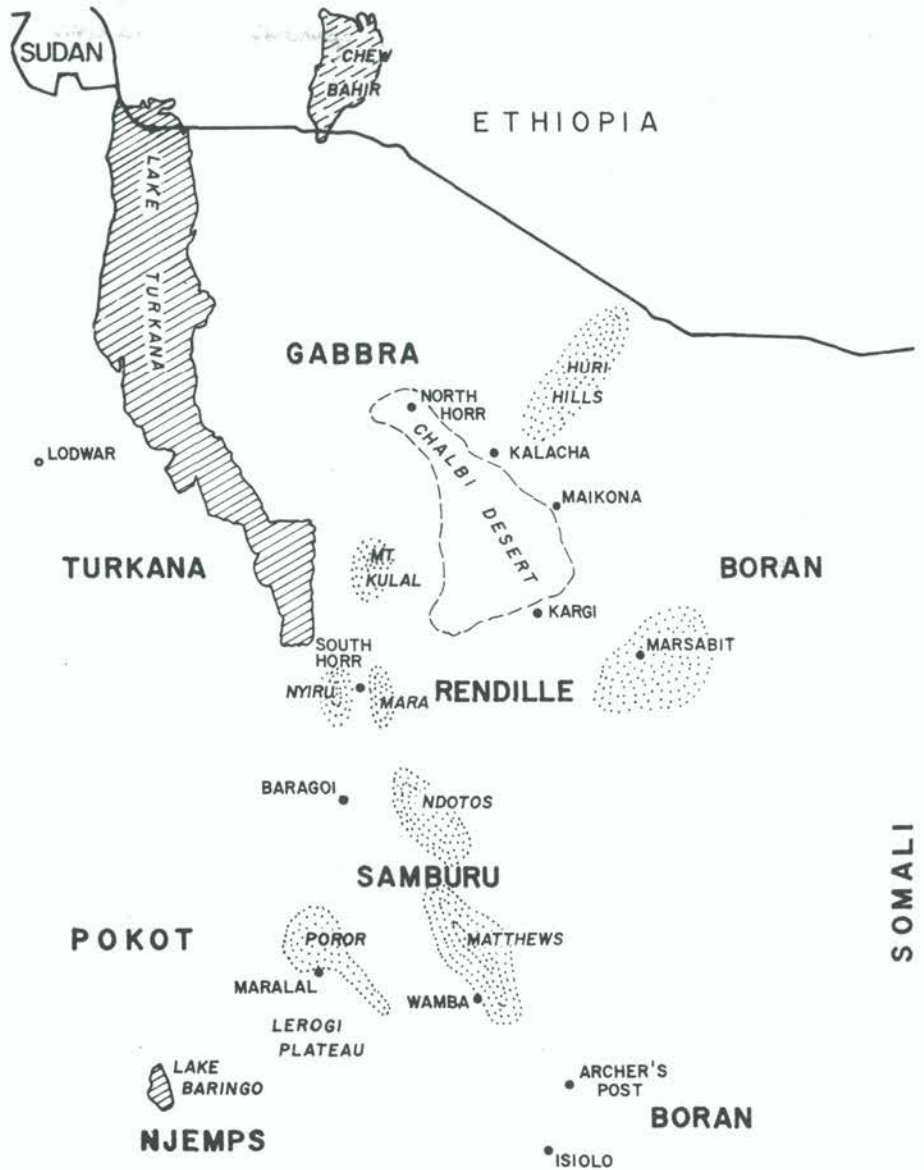 SUDAN
CHEW
BAHIR
ETHIOPIA
LAKE TURKANA
GABBRA
HURI
HILLS
NORTH
HORR
KALACHA
LODWAR
CHALBI DESERT
MAIKONA
TURKANA
MT.
KULAL
BORAN
KARGI
SOUTH
HORR
MARSABIT
NYIRU
MARA
RENDILLE
BARAGOI
NDOTOS
SOMALI
SAMBURU
POKOT
POROR
MATTHEWS
MARALAL
WAMBA
LEROGI
PLATEAU
LAKE
BARINGO
ARCHER'S
POST
BORAN
NJEMPS
ISIOLO